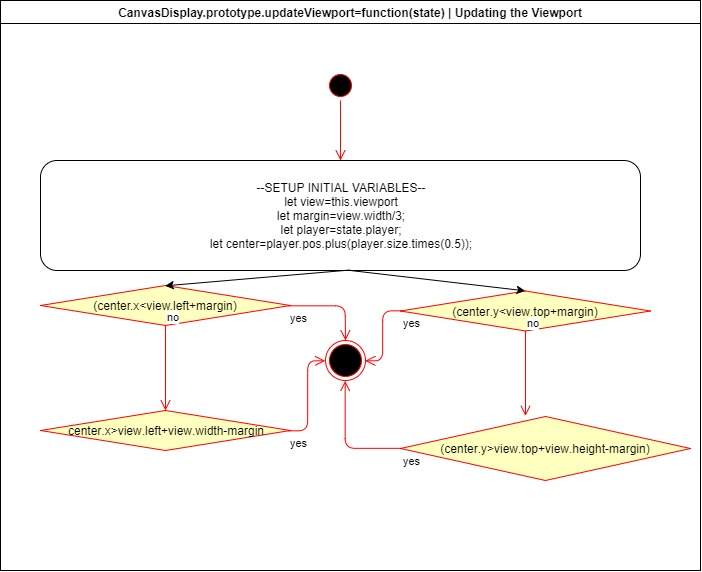 CanvasDisplay.prototype.updateViewport=function(state) | Updating the Viewport
--SETUP INITIAL VARIABLES--
let view=this.viewport
let margin=view.width/3;
let player=state.player;
let center=player.pos.plus(player.size.times(0.5));
(center.x<view.left+margin)
no
yes
(center.y<view.top+margin)
no
yes
center.x>view.left+view.width-margin
yes
(center.y>view.top+view.height-margin)
yes